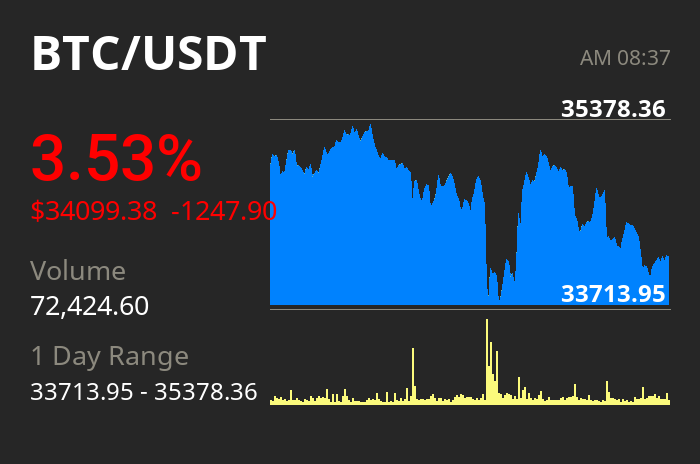 BTC/USDT
AM 08:37
35378.36
3.53%
$34099.38 -1247.90
Volume
72,424.60
33713.95
1 Day Range
33713.95 - 35378.36